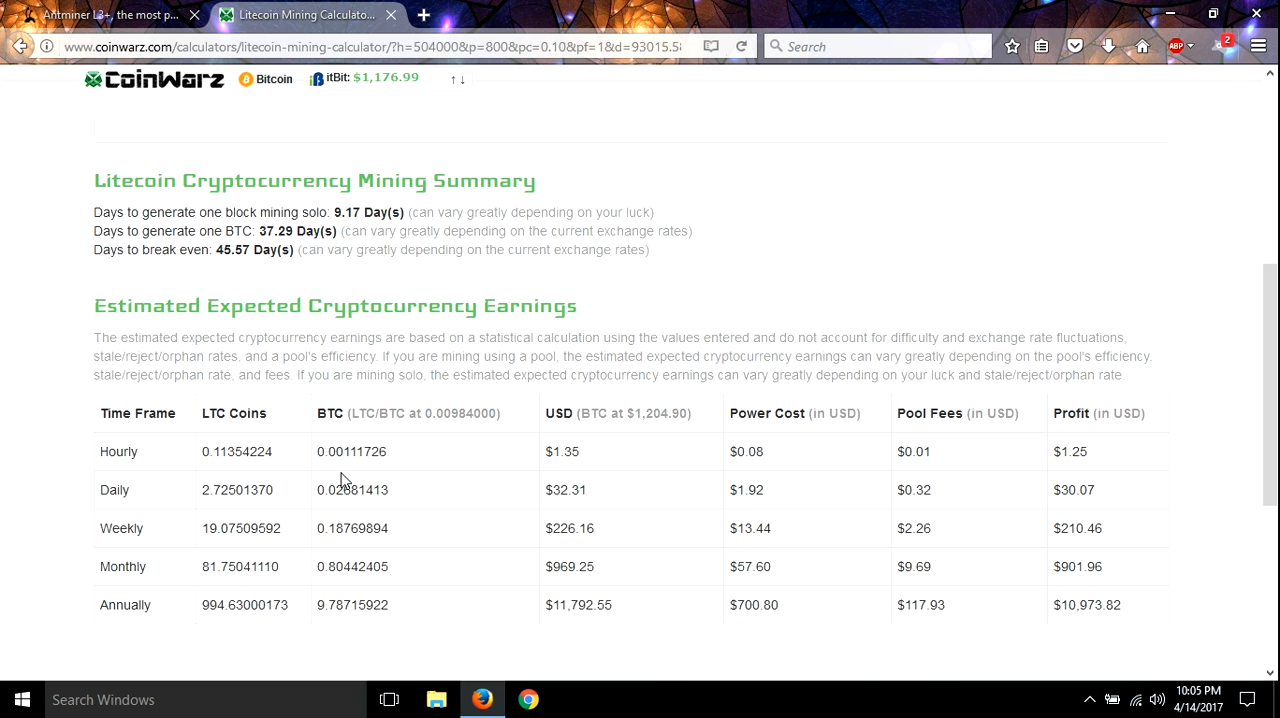 Antminer L3+, the most p...
Litecoin Mining Calculato...
www.coinwarz.com/calculators/litecoin-mining-calculator/?h=504000&p=800&pc=0.10&pf=1&d=93015.58
Search
ABP
2
CoinWarz
Bitcoin
itBit: $1,176.99
↑ ↓
Litecoin Cryptocurrency Mining Summary
Days to generate one block mining solo: 9.17 Day(s) (can vary greatly depending on your luck)
Days to generate one BTC: 37.29 Day(s) (can vary greatly depending on the current exchange rates)
Days to break even: 45.57 Day(s) (can vary greatly depending on the current exchange rates)
Estimated Expected Cryptocurrency Earnings
The estimated expected cryptocurrency earnings are based on a statistical calculation using the values entered and do not account for difficulty and exchange rate fluctuations,
stale/reject/orphan rates, and a pool's efficiency. If you are mining using a pool, the estimated expected cryptocurrency earnings can vary greatly depending on the pool's efficiency,
stale/reject/orphan rate, and fees. If you are mining solo, the estimated expected cryptocurrency earnings can vary greatly depending on your luck and stale/reject/orphan rate
Time Frame LTC Coins BTC (LTC/BTC at 0.00984000) USD (BTC at $1,204.90) Power Cost (in USD) Pool Fees (in USD) Profit (in USD)
Hourly 0.11354224 0.00111726 $1.35 $0.08 $0.01 $1.25
Daily 2.72501370 0.02681413 $32.31 $1.92 $0.32 $30.07
Weekly 19.07509592 0.18769894 $226.16 $13.44 $2.26 $210.46
Monthly 81.75041110 0.80442405 $969.25 $57.60 $9.69 $901.96
Annually 994.63000173 9.78715922 $11,792.55 $700.80 $117.93 $10,973.82
Search Windows
10:05 PM
4/14/2017